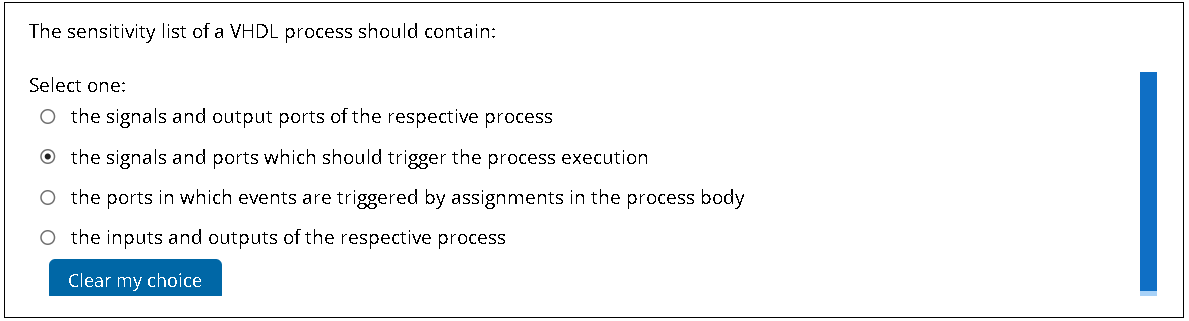 The sensitivity list of a VHDL process should contain:
Select one:
the signals and output ports of the respective process
the signals and ports which should trigger the process execution
the ports in which events are triggered by assignments in the process body
the inputs and outputs of the respective process
Clear my choice